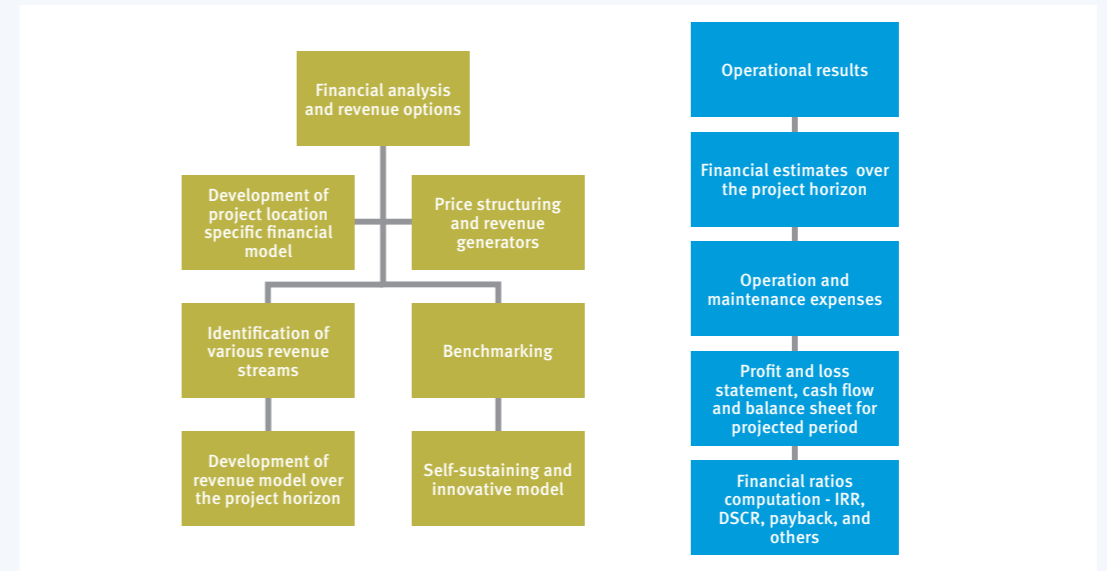 Financial analysis
and revenue options
Development of
project location
specific financial
model
Price structuring
and revenue
generators
Identification of
various revenue
streams
Benchmarking
Development of
revenue model over
the project horizon
Self-sustaining and
innovative model
Operational results
Financial estimates over
the project horizon
Operation and
maintenance expenses
Profit and loss
statement, cash flow
and balance sheet for
projected period
Financial ratios
computation - IRR,
DSCR, payback, and
others